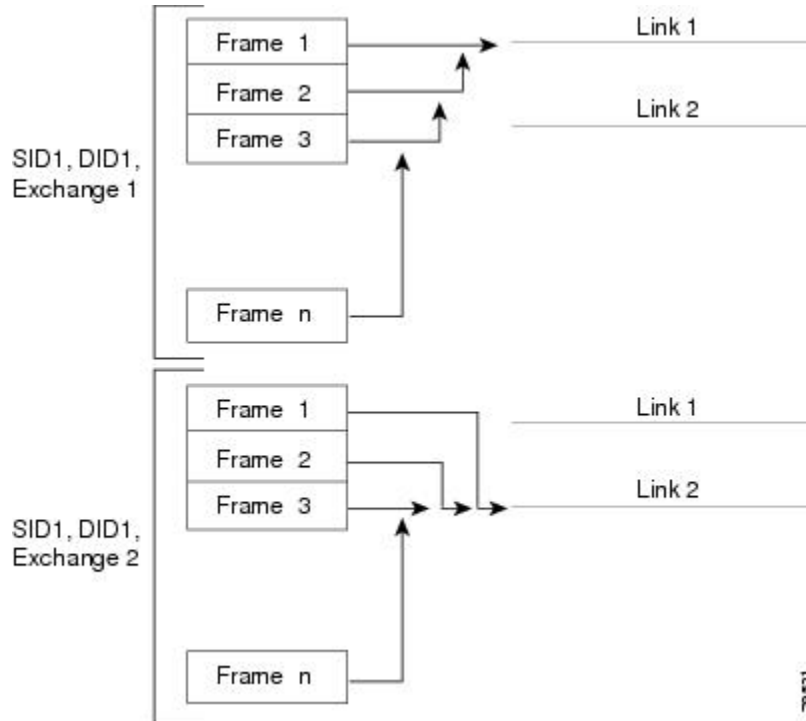 Frame 1
Link 1
Frame 2
Link 2
Frame 3
SID1, DID1,
Exchange 1
Frame n
Frame 1
Link 1
Frame 2
Link 2
Frame 3
SID1, DID1,
Exchange 2
Frame n